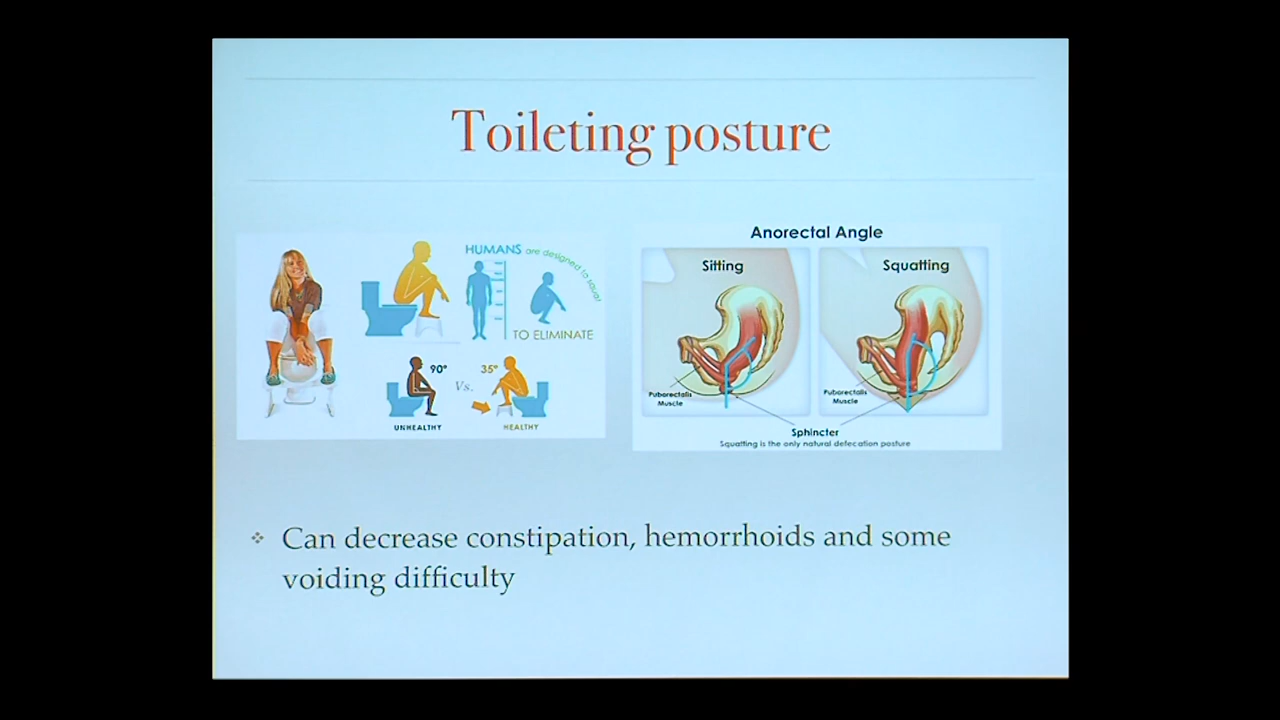 Toileting posture
HUMANS are designed to squat
TO ELIMINATE
90°
Vs.
35°
UNHEALTHY
HEALTHY
Anorectal Angle
Sitting
Squatting
Puborectalis
Muscle
Puborectalis
Muscle
Sphincter
Squatting is the only natural defecation posture
Can decrease constipation, hemorrhoids and some
voiding difficulty